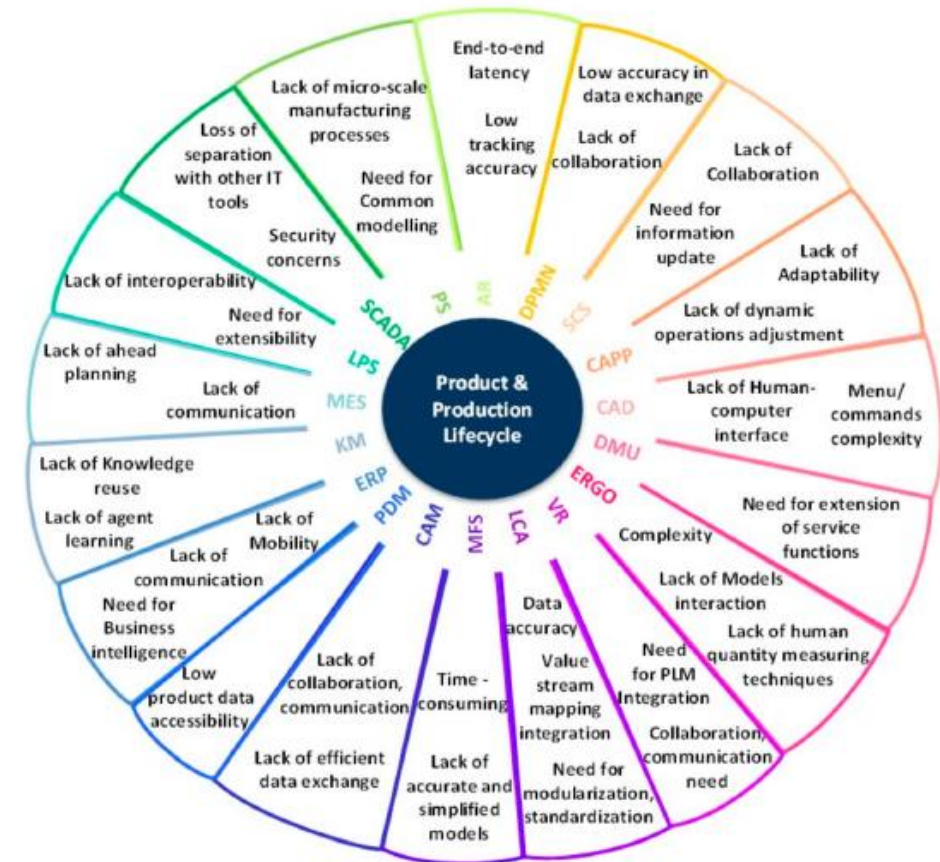 End-to-end
latency
Low
tracking
accuracy
Low accuracy in
data exchange
Lack of
collaboration
Lack of
Collaboration
Need for
information
update
Lack of
Adaptability
Lack of dynamic
operations adjustment
Lack of Human-
computer
interface
Menu/
commands
complexity
Need for extension
of service
functions
Complexity
Lack of Models
interaction
Lack of human
quantity measuring
techniques
Need
for PLM
Integration
Collaboration,
communication
need
Data
accuracy
Value
stream
mapping
integration
Need for
modularization,
standardization
Time -
consuming
Lack of
accurate and
simplified
models
Lack of
collaboration,
communication
Lack of efficient
data exchange
Low
product data
accessibility
Lack of
Mobility
Lack of
communication
Need for
Business
intelligence
Lack of Knowledge
reuse
Lack of agent
learning
Lack of ahead
planning
Lack of
communication
Lack of interoperability
Need for
extensibility
Loss of
separation
with other IT
tools
Security
concerns
Lack of micro-scale
manufacturing
processes
Need for
Common
modelling
AR
DPMN
SCS
CAPP
CAD
DMU
ERGO
VR
LCA
MFS
CAM
PDM
ERP
KM
MES
LPS
SCADA
PS
Product &
Production
Lifecycle